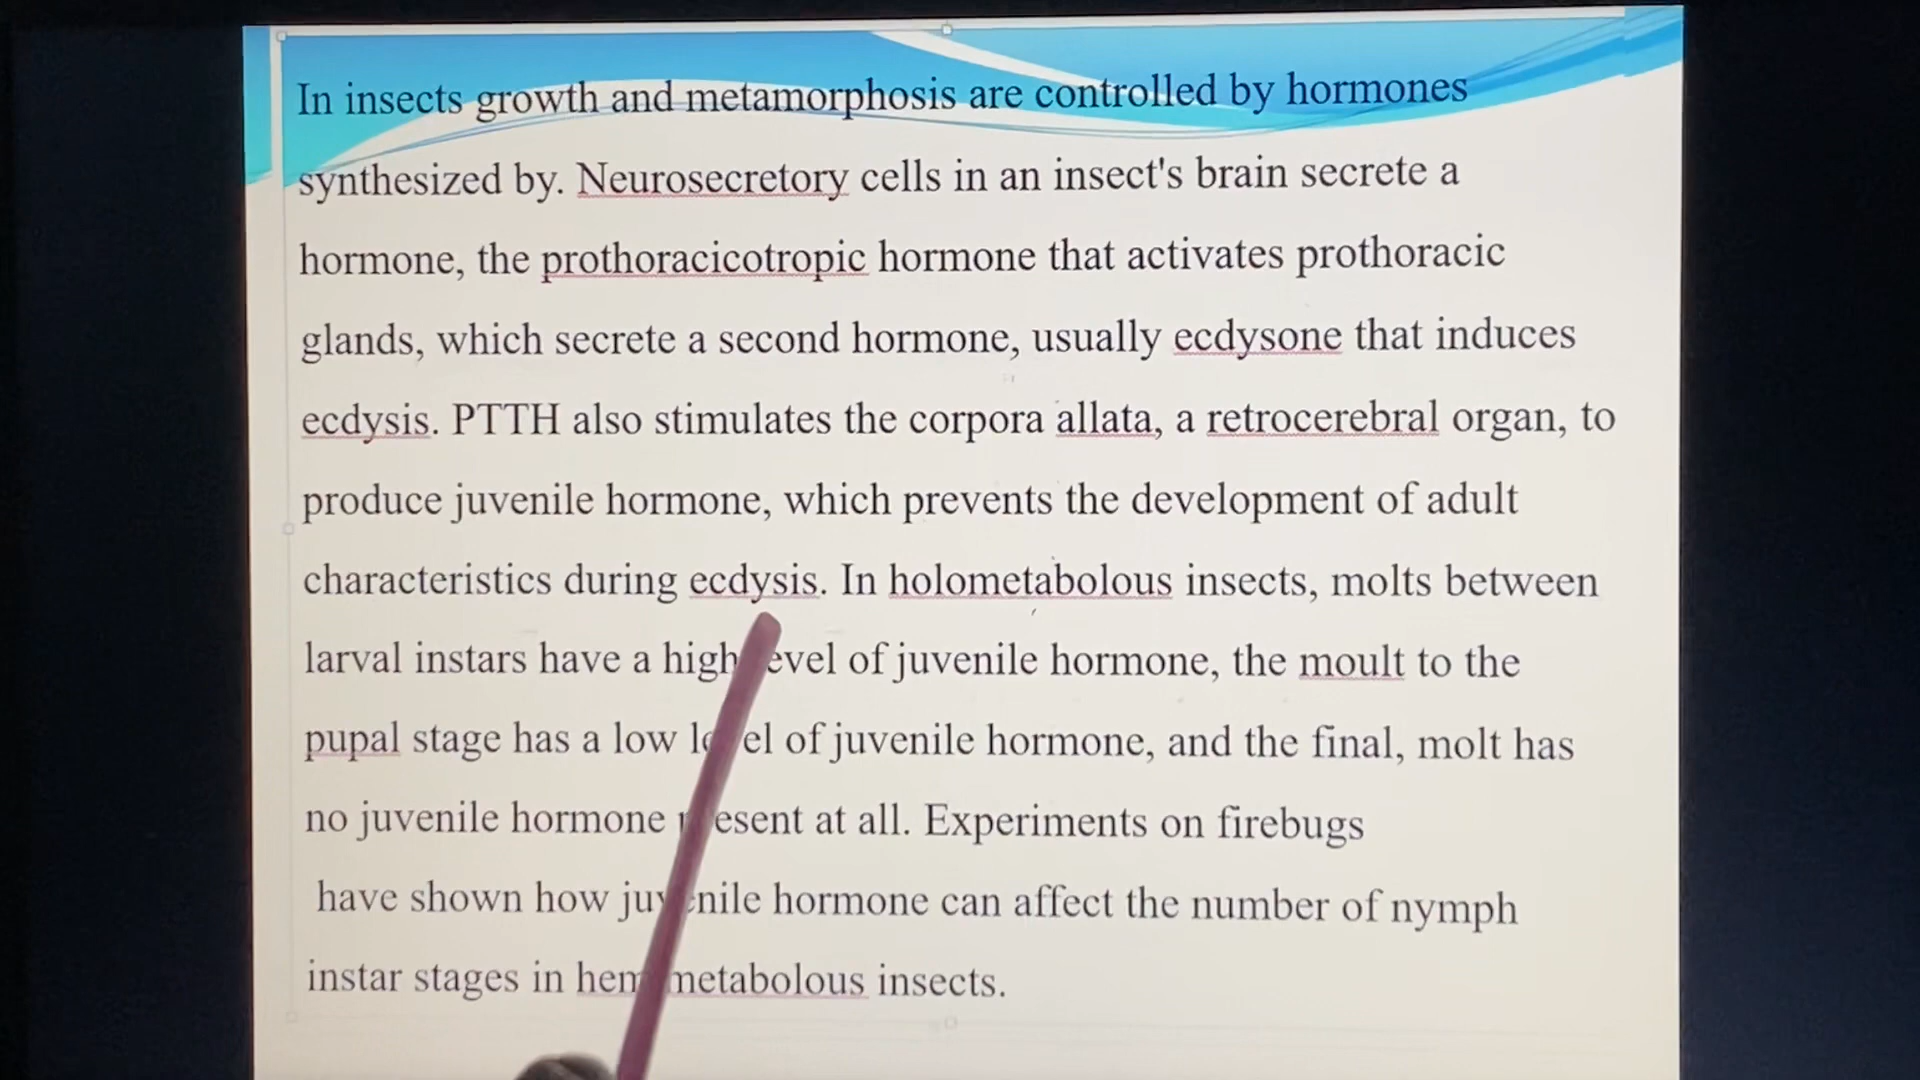 In insects growth and metamorphosis are controlled by hormones
synthesized by. Neurosecretory cells in an insect's brain secrete a
hormone, the prothoracicotropic hormone that activates prothoracic
glands, which secrete a second hormone, usually ecdysone that induces
ecdysis. PTTH also stimulates the corpora allata, a retrocerebral organ, to
produce juvenile hormone, which prevents the development of adult
characteristics during ecdysis. In holometabolous insects, molts between
larval instars have a high level of juvenile hormone, the moult to the
pupal stage has a low level of juvenile hormone, and the final, molt has
no juvenile hormone present at all. Experiments on firebugs
have shown how juvenile hormone can affect the number of nymph
instar stages in hemimetabolous insects.